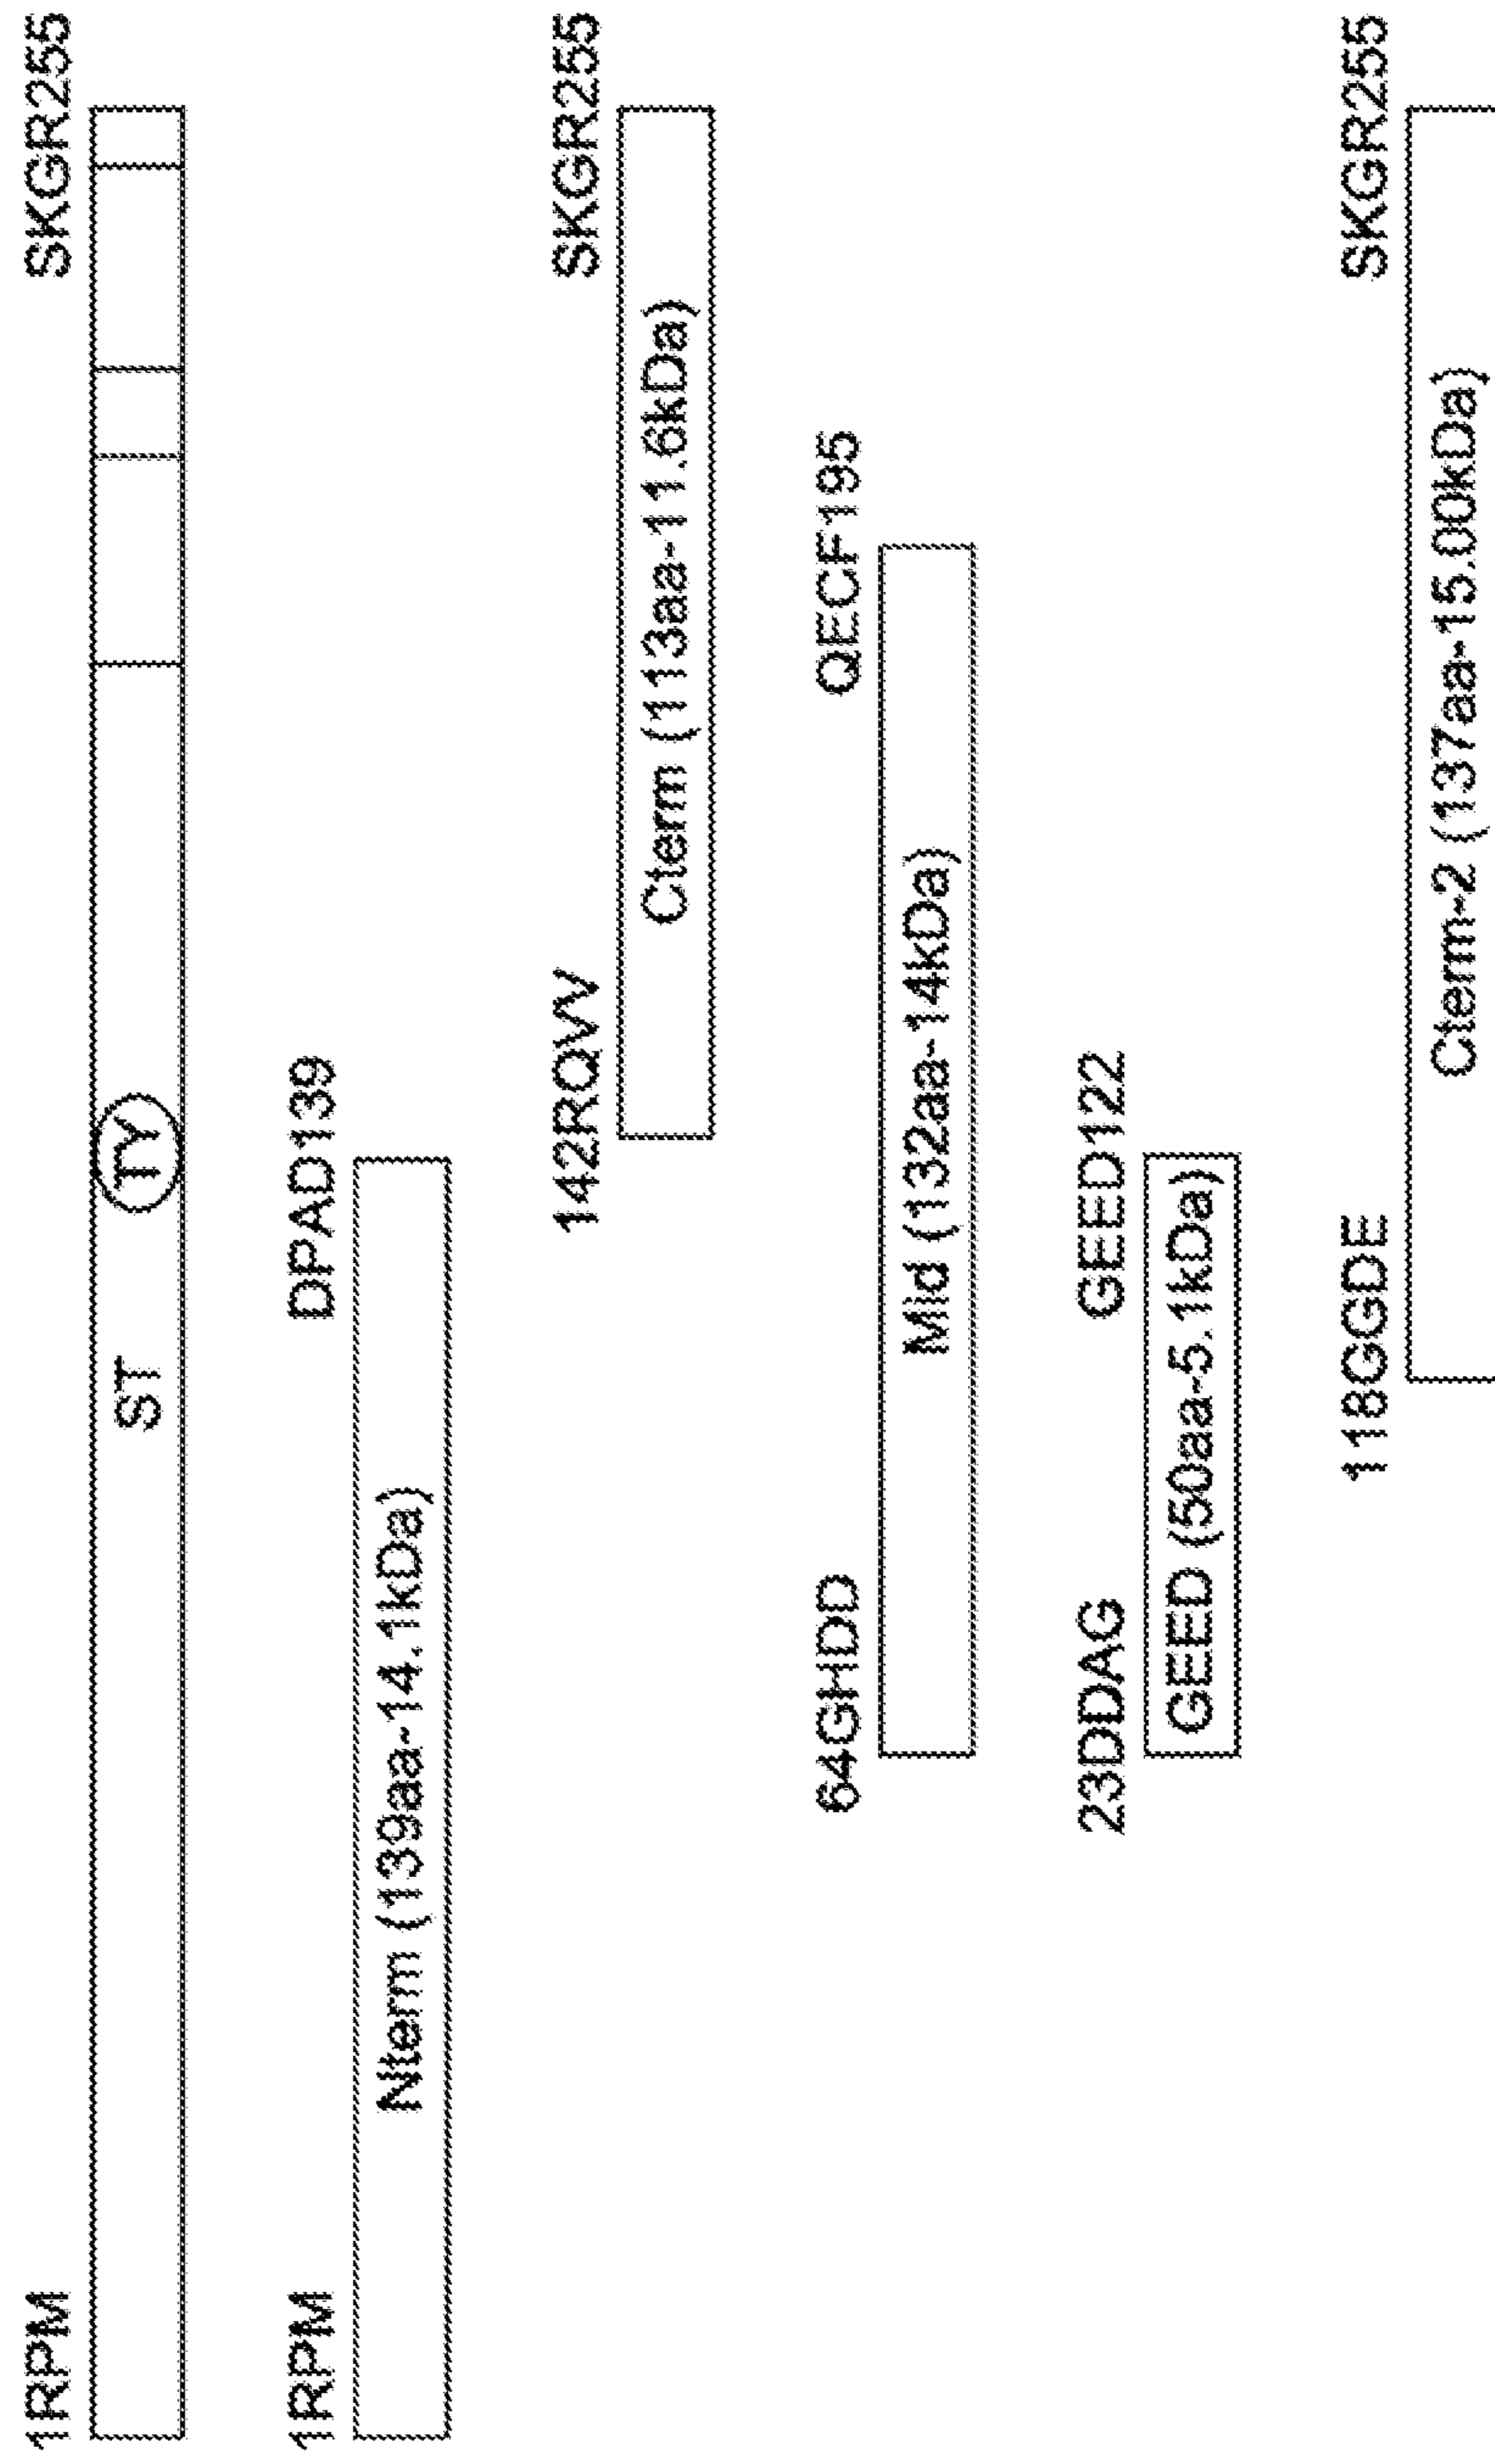 1RPM SKGR255
ST TY
1RPM DPAD139
Nterm (139aa-14.1kDa)
142RQVV SKGR255
Cterm (113aa-11.6kDa)
64GHDD QECF195
Mid (132aa-14kDa)
23DDAG GEED122
GEED (50aa-5.1kDa)
118GGDE SKGR255
Cterm-2 (137aa-15.00kDa)